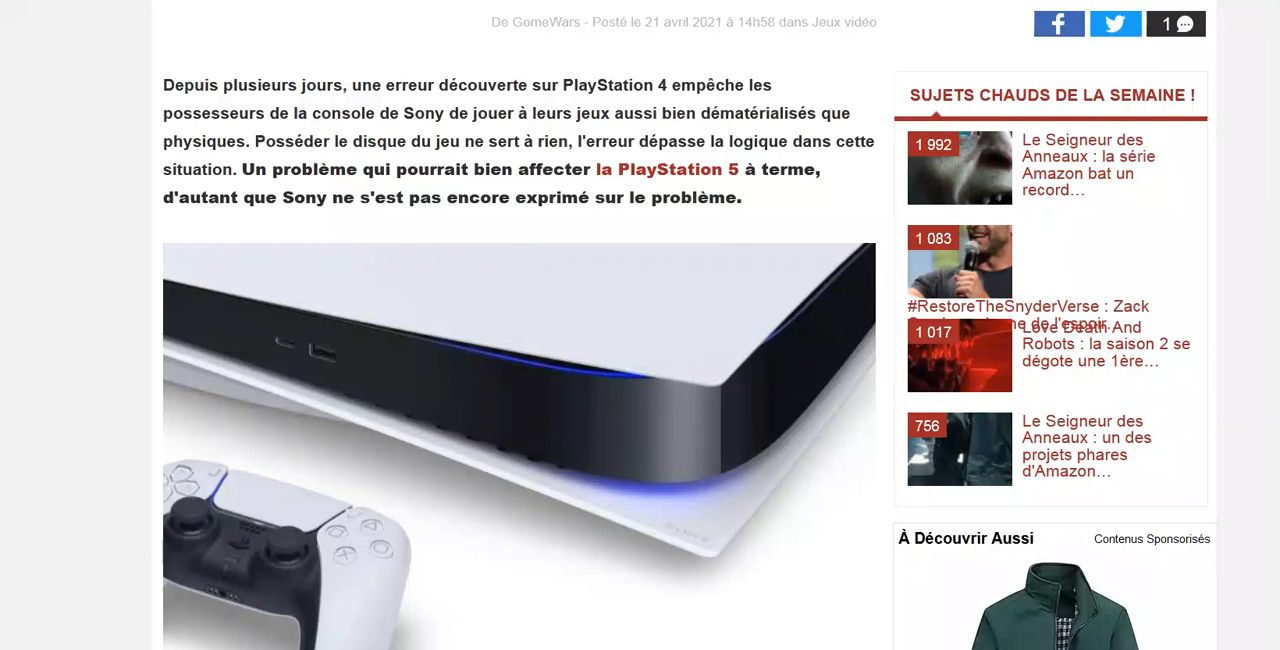 De GomeWars - Posté le 21 avril 2021 à 14h58 dans Jeux vidéo
1
Depuis plusieurs jours, une erreur découverte sur PlayStation 4 empêche les
possesseurs de la console de Sony de jouer à leurs jeux aussi bien dématérialisés que
physiques. Posséder le disque du jeu ne sert à rien, l'erreur dépasse la logique dans cette
situation. Un problème qui pourrait bien affecter la PlayStation 5 à terme,
d'autant que Sony ne s'est pas encore exprimé sur le problème.
SUJETS CHAUDS DE LA SEMAINE !
1 992
Le Seigneur des
Anneaux : la série
Amazon bat un
record…
1 083
#RestoreTheSnyderVerse : Zack
de l'espoir
1 017
Love Death And
Robots : la saison 2 se
dégote une 1ère…
756
Le Seigneur des
Anneaux : un des
projets phares
d'Amazon…
À Découvrir Aussi
Contenus Sponsorisés